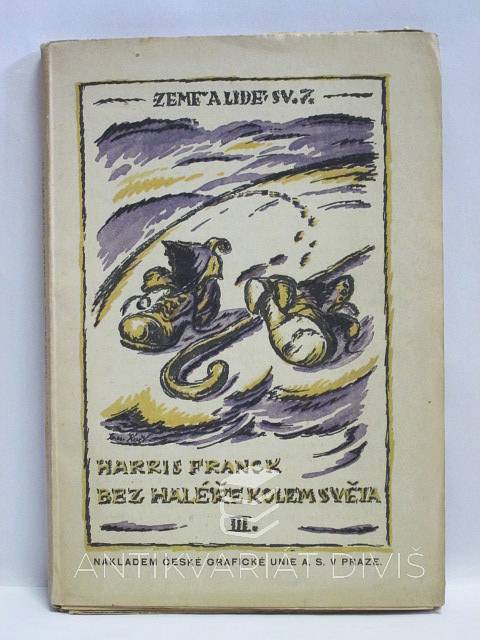 ZEMĚ A LIDÉ, SV. 7.
HARRIS FRANCK
BEZ HALÉŘE KOLEM SVĚTA
III.
NAKLADEM ČESKÉ GRAFICKÉ UNIE A. S. V PRAZE.
ANTIKVARIÁT DIVIŠ